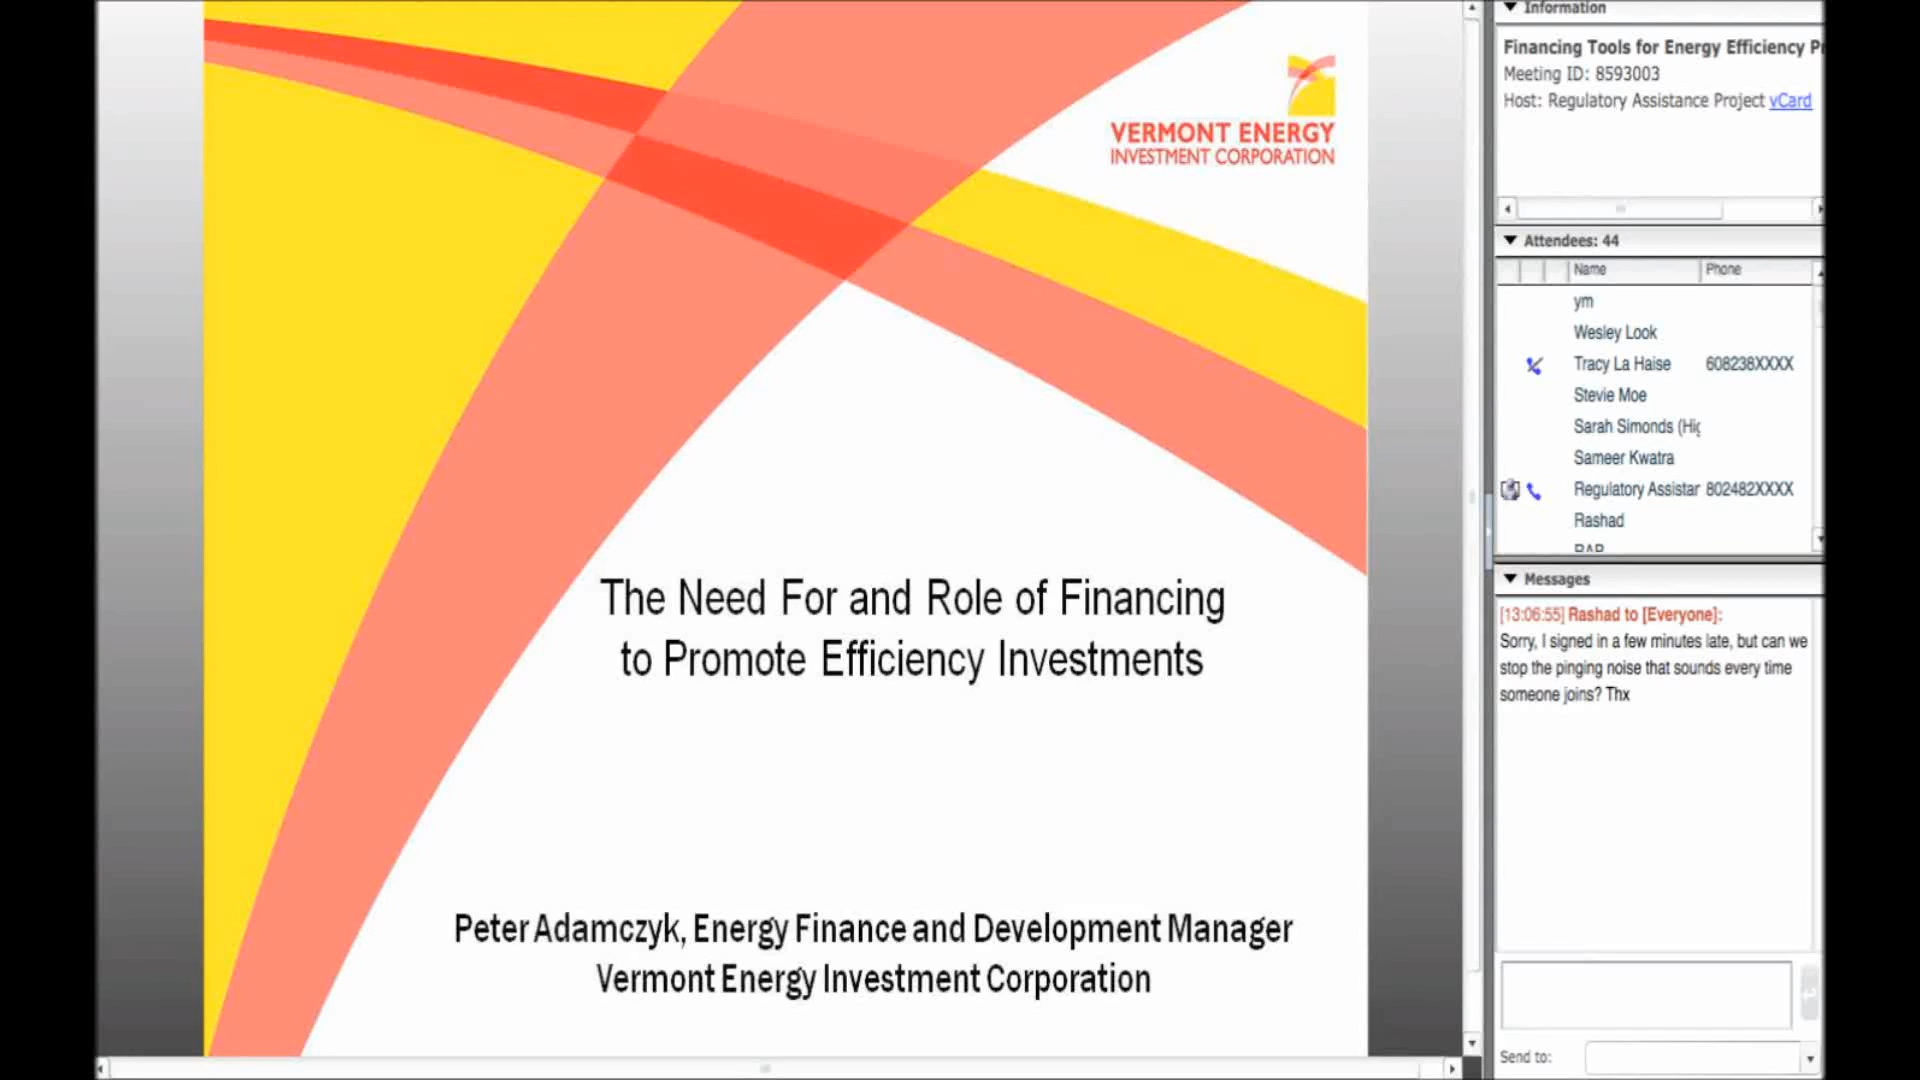 VERMONT ENERGY
INVESTMENT CORPORATION
The Need For and Role of Financing
to Promote Efficiency Investments
Peter Adamczyk, Energy Finance and Development Manager
Vermont Energy Investment Corporation
Information
Financing Tools for Energy Efficiency Pr
Meeting ID: 8593003
Host: Regulatory Assistance Project vCard
Attendees: 44
Name Phone
ym
Wesley Look
Tracy La Haise 608238XXXX
Stevie Moe
Sarah Simonds (Hig
Sameer Kwatra
Regulatory Assistan 802482XXXX
Rashad
RAP
Messages
[13:06:55] Rashad to [Everyone]:
Sorry, I signed in a few minutes late, but can we
stop the pinging noise that sounds every time
someone joins? Thx
Send to: